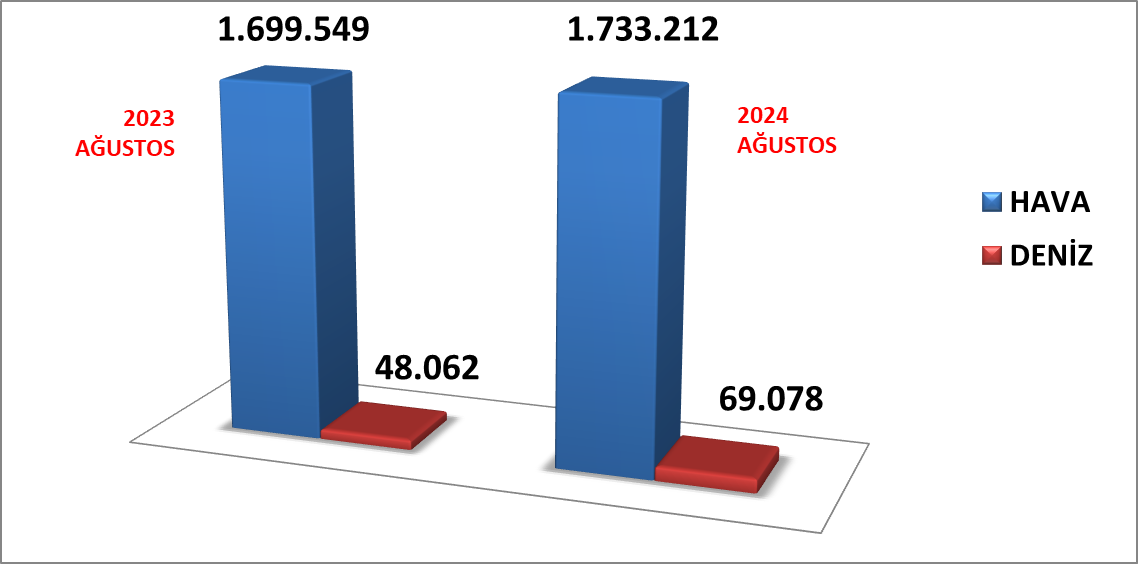 1.699.549
1.733.212
2023
AĞUSTOS
2024
AĞUSTOS
HAVA
DENİZ
48.062
69.078